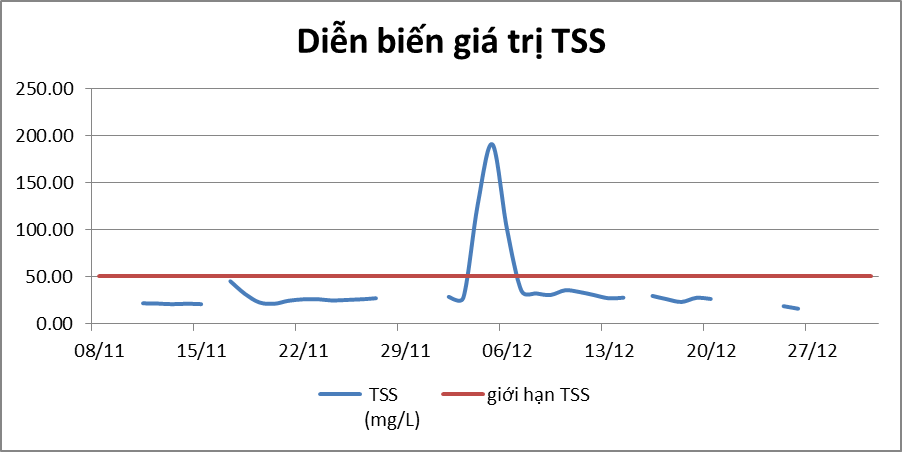 Diễn biến giá trị TSS
250.00
200.00
150.00
100.00
50.00
0.00
08/11 15/11 22/11 29/11 06/12 13/12 20/12 27/12
TSS giới hạn TSS
(mg/L)